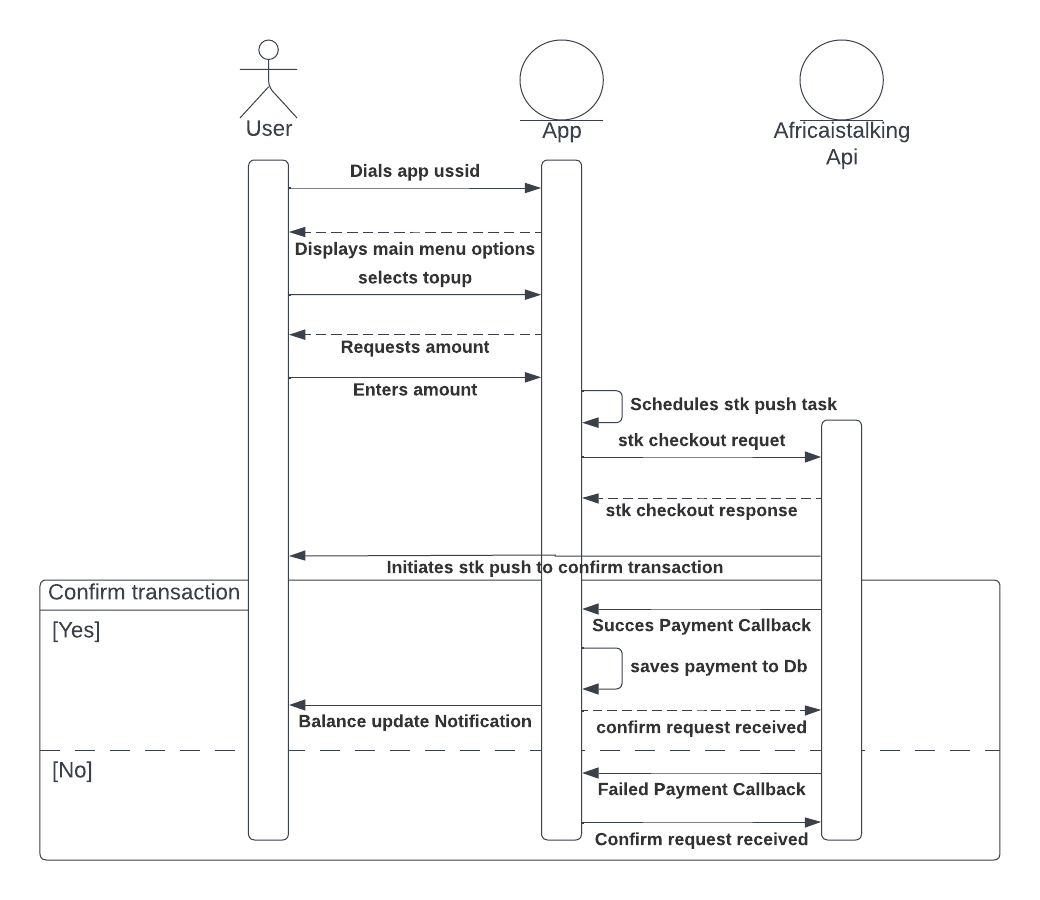 User
App
Africaistalking
Api
Dials app ussid
Displays main menu options
selects topup
Requests amount
Enters amount
Schedules stk push task
stk checkout requet
stk checkout response
Initiates stk push to confirm transaction
Confirm transaction
[Yes]
Succes Payment Callback
saves payment to Db
Balance update Notification
confirm request received
[No]
Failed Payment Callback
Confirm request received